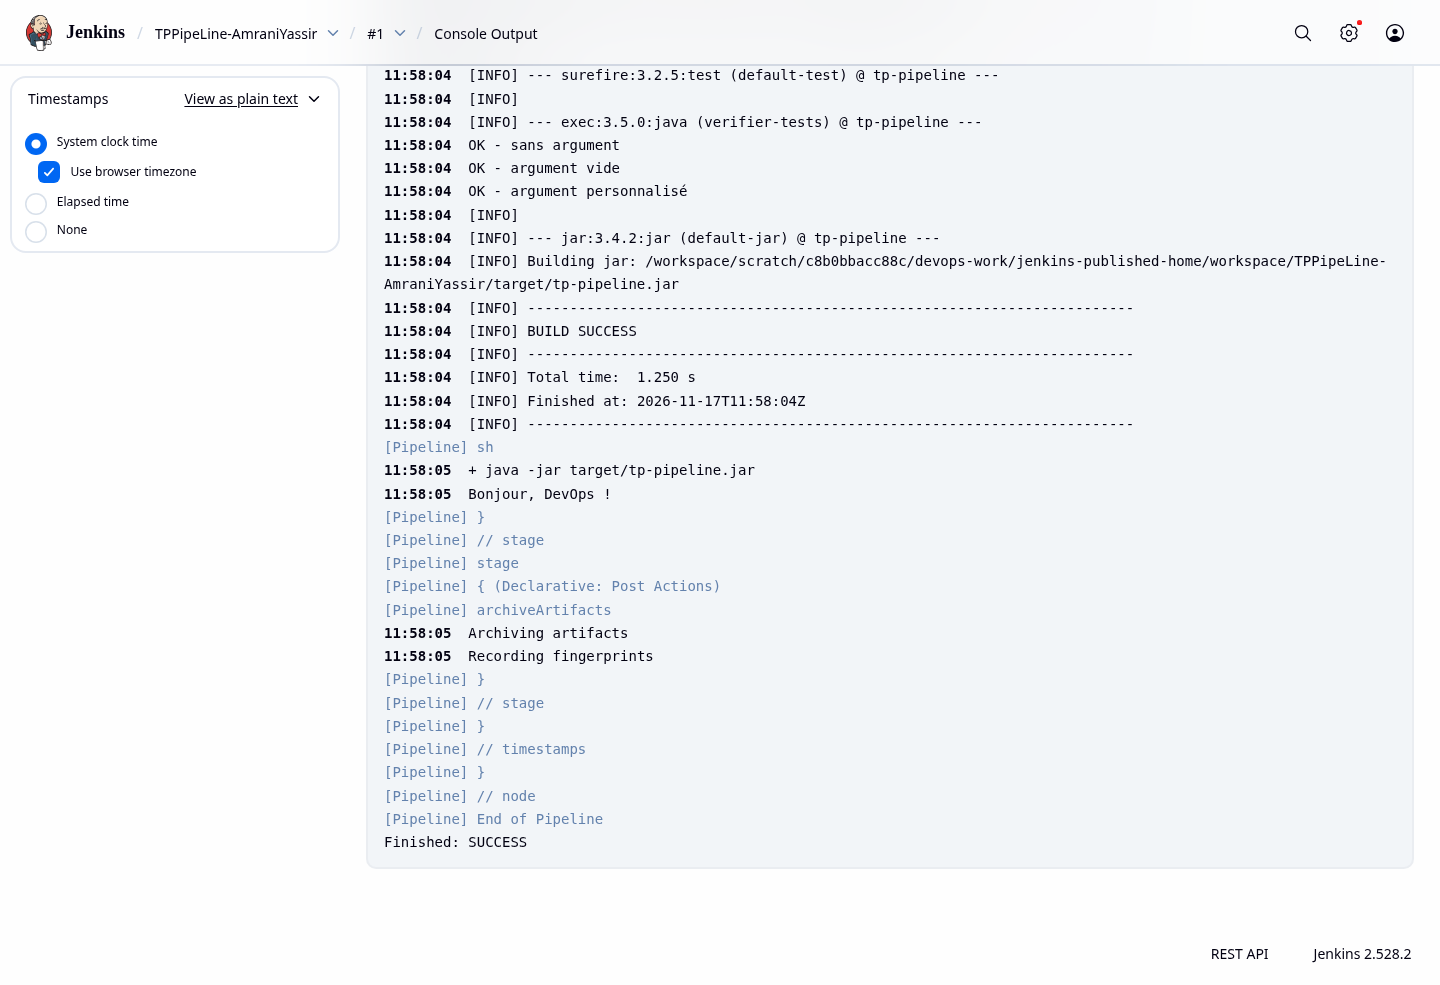 Jenkins / TPPipeLine-AmraniYassir / #1 / Console Output
Timestamps View as plain text
System clock time
Use browser timezone
Elapsed time
None
11:58:04 [INFO] --- surefire:3.2.5:test (default-test) @ tp-pipeline ---
11:58:04 [INFO]
11:58:04 [INFO] --- exec:3.5.0:java (verifier-tests) @ tp-pipeline ---
11:58:04 OK - sans argument
11:58:04 OK - argument vide
11:58:04 OK - argument personnalisé
11:58:04 [INFO]
11:58:04 [INFO] --- jar:3.4.2:jar (default-jar) @ tp-pipeline ---
11:58:04 [INFO] Building jar: /workspace/scratch/c8b0bbacc88c/devops-work/jenkins-published-home/workspace/TPPipeLine-
AmraniYassir/target/tp-pipeline.jar
11:58:04 [INFO] ------------------------------------------------------------------------
11:58:04 [INFO] BUILD SUCCESS
11:58:04 [INFO] ------------------------------------------------------------------------
11:58:04 [INFO] Total time:  1.250 s
11:58:04 [INFO] Finished at: 2026-11-17T11:58:04Z
11:58:04 [INFO] ------------------------------------------------------------------------
[Pipeline] sh
11:58:05 + java -jar target/tp-pipeline.jar
11:58:05 Bonjour, DevOps !
[Pipeline] }
[Pipeline] // stage
[Pipeline] stage
[Pipeline] { (Declarative: Post Actions)
[Pipeline] archiveArtifacts
11:58:05 Archiving artifacts
11:58:05 Recording fingerprints
[Pipeline] }
[Pipeline] // stage
[Pipeline] }
[Pipeline] // timestamps
[Pipeline] }
[Pipeline] // node
[Pipeline] End of Pipeline
Finished: SUCCESS
REST API Jenkins 2.528.2